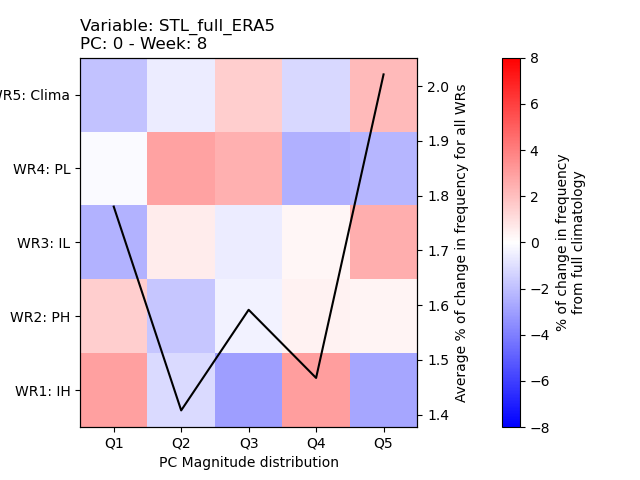 Variable: STL_full_ERA5
PC: 0 - Week: 8
WR5: Clima
WR4: PL
WR3: IL
WR2: PH
WR1: IH
Q1 Q2 Q3 Q4 Q5
PC Magnitude distribution
2.0
1.9
1.8
1.7
1.6
1.5
1.4
Average % of change in frequency for all WRs
8
6
4
2
0
−2
−4
−6
−8
% of change in frequency
from full climatology